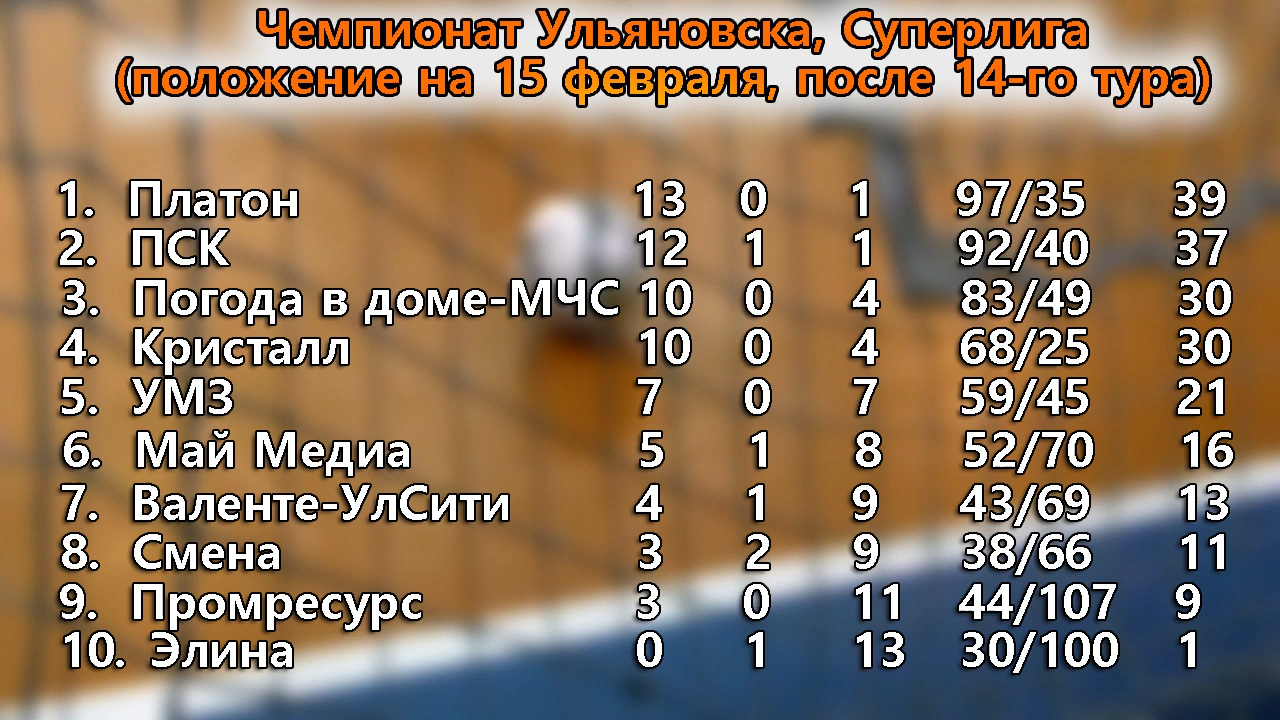 Чемпионат Ульяновска, Суперлига
(положение на 15 февраля, после 14-го тура)
1. Платон 13 0 1 97/35 39
2. ПСК 12 1 1 92/40 37
3. Погода в доме-МЧС 10 0 4 83/49 30
4. Кристалл 10 0 4 68/25 30
5. УМЗ 7 0 7 59/45 21
6. Май Медиа 5 1 8 52/70 16
7. Валенте-УлСити 4 1 9 43/69 13
8. Смена 3 2 9 38/66 11
9. Промресурс 3 0 11 44/107 9
10. Элина 0 1 13 30/100 1